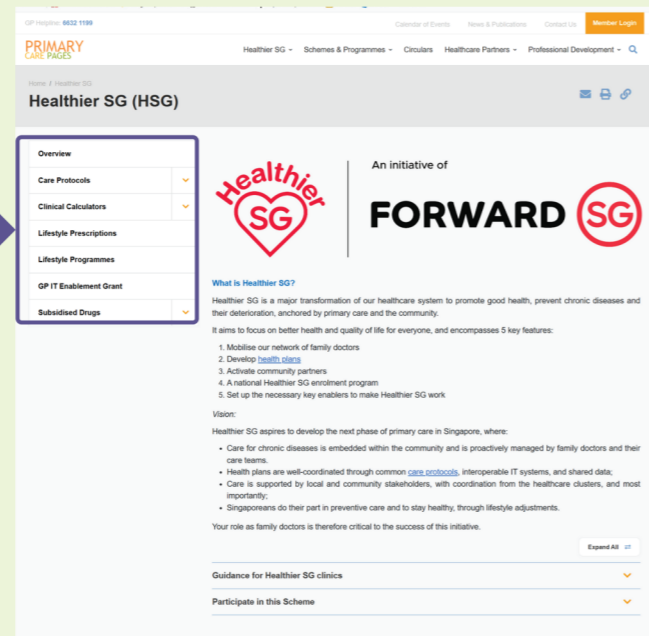 GP Helpline: 6632 1199
Calendar of Events
News & Publications
Contact Us
Member Login
PRIMARY
CARE PAGES
Healthier SG
Schemes & Programmes
Circulars
Healthcare Partners
Professional Development
Home / Healthier SG
Healthier SG (HSG)
Overview
Care Protocols
Clinical Calculators
Lifestyle Prescriptions
Lifestyle Programmes
GP IT Enablement Grant
Subsidised Drugs
Healthier
SG
An initiative of
FORWARD SG
What is Healthier SG?
Healthier SG is a major transformation of our healthcare system to promote good health, prevent chronic diseases and
their deterioration, anchored by primary care and the community.
It aims to focus on better health and quality of life for everyone, and encompasses 5 key features:
1. Mobilise our network of family doctors
2. Develop health plans
3. Activate community partners
4. A national Healthier SG enrolment program
5. Set up the necessary key enablers to make Healthier SG work
Vision:
Healthier SG aspires to develop the next phase of primary care in Singapore, where:
• Care for chronic diseases is embedded within the community and is proactively managed by family doctors and their
care teams.
• Health plans are well-coordinated through common care protocols, interoperable IT systems, and shared data;
• Care is supported by local and community stakeholders, with coordination from the healthcare clusters, and most
importantly;
• Singaporeans do their part in preventive care and to stay healthy, through lifestyle adjustments.
Your role as family doctors is therefore critical to the success of this initiative.
Expand All
Guidance for Healthier SG clinics
Participate in this Scheme